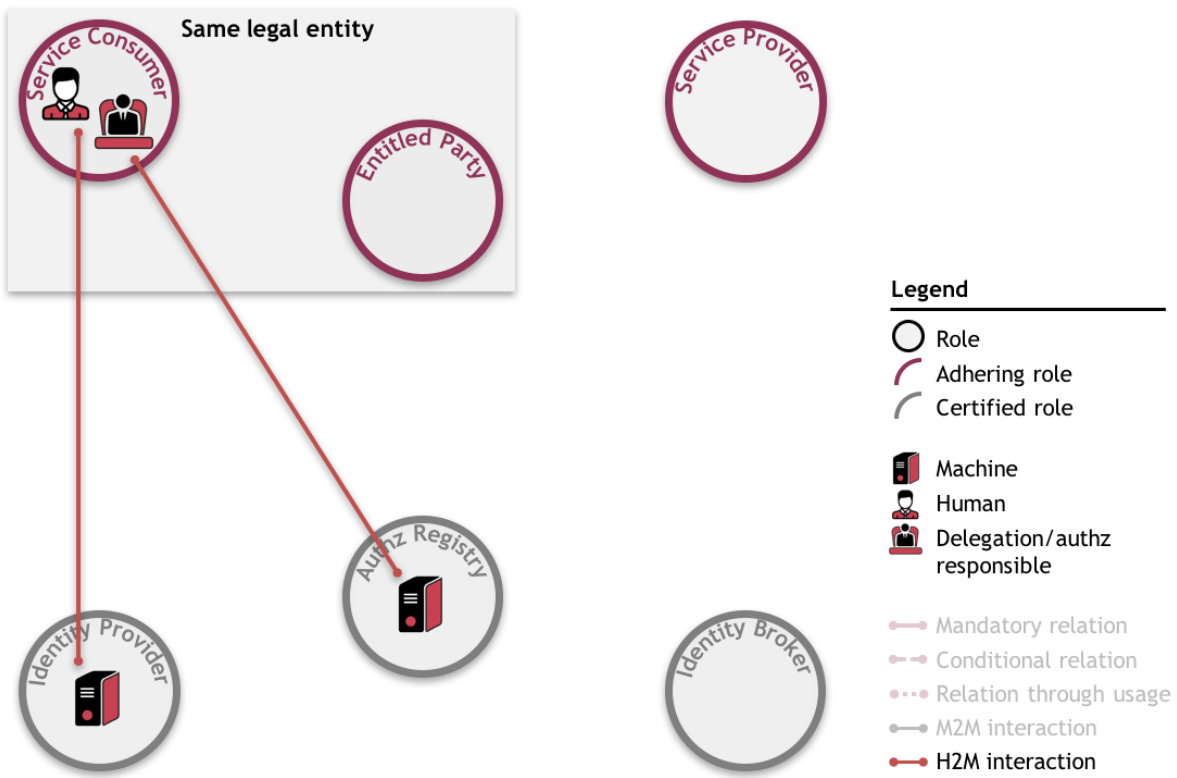 Same legal entity
Service Consumer
Service Provider
Entitled Party
Legend
Role
Adhering role
Certified role
Machine
Human
Delegation/authz
responsible
Authz Registry
Identity Provider
Identity Broker
Mandatory relation
Conditional relation
Relation through usage
M2M interaction
H2M interaction